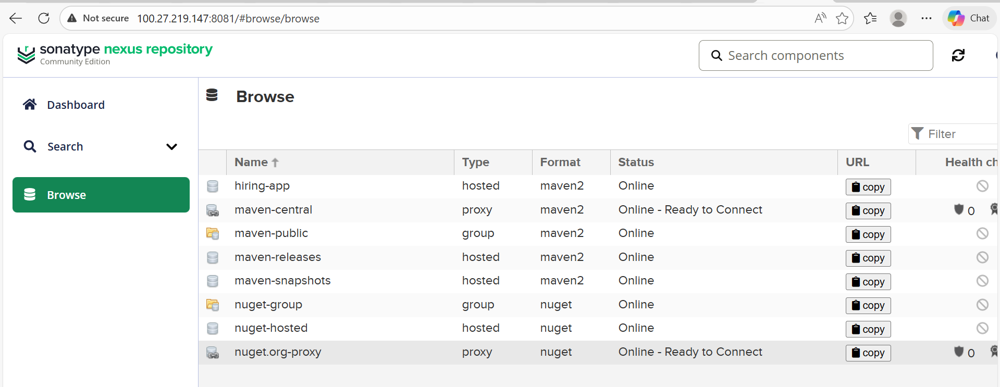 Not secure 100.27.219.147:8081/#browse/browse Chat
sonatype nexus repository
Community Edition
Search components
Dashboard
Search
Browse
Browse
Filter
Name Type Format Status URL Health ch
hiring-app hosted maven2 Online copy
maven-central proxy maven2 Online - Ready to Connect copy 0
maven-public group maven2 Online copy
maven-releases hosted maven2 Online copy
maven-snapshots hosted maven2 Online copy
nuget-group group nuget Online copy
nuget-hosted hosted nuget Online copy
nuget.org-proxy proxy nuget Online - Ready to Connect copy 0